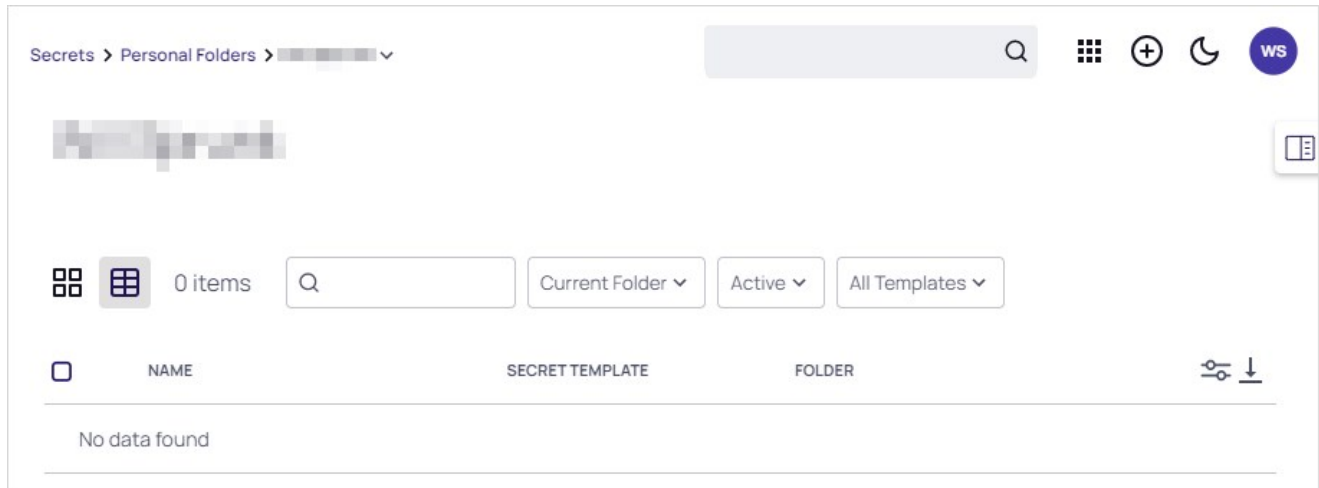 Secrets > Personal Folders >
WS
0 items
Current Folder
Active
All Templates
NAME SECRET TEMPLATE FOLDER
No data found